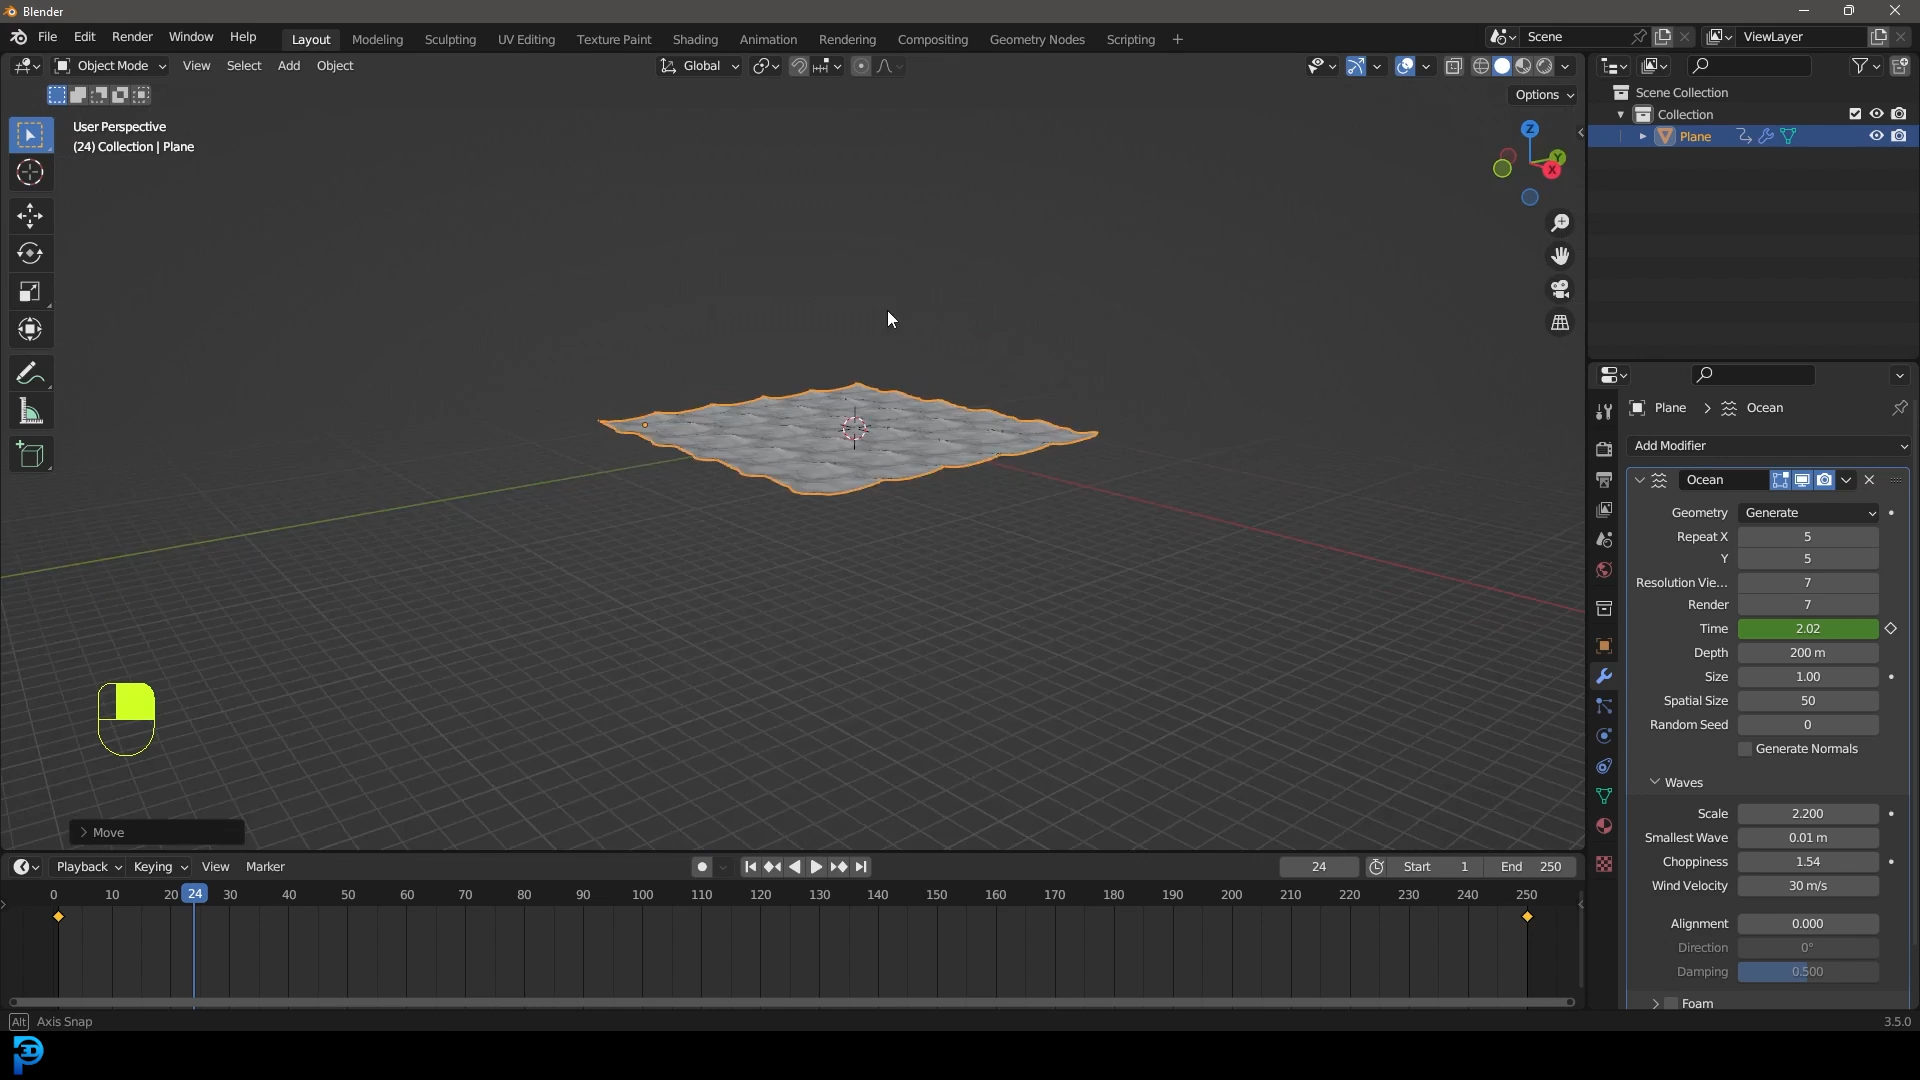 Blender
File Edit Render Window Help Layout Modeling Sculpting UV Editing Texture Paint Shading Animation Rendering Compositing Geometry Nodes Scripting + Scene ViewLayer
Object Mode View Select Add Object Global
Options
User Perspective
(24) Collection | Plane
Z
Y
X
Scene Collection
Collection
Plane
Plane > Ocean
Add Modifier
Ocean
Geometry Generate
Repeat X 5
Y 5
Resolution Vie... 7
Render 7
Time 2.02
Depth 200 m
Size 1.00
Spatial Size 50
Random Seed 0
Generate Normals
Waves
Scale 2.200
Smallest Wave 0.01 m
Choppiness 1.54
Wind Velocity 30 m/s
Alignment 0.000
Direction 0°
Damping 0.500
Foam
Move
Playback Keying View Marker 24 Start 1 End 250
0 10 20 24 30 40 50 60 70 80 90 100 110 120 130 140 150 160 170 180 190 200 210 220 230 240 250
Alt Axis Snap 3.5.0
P3D